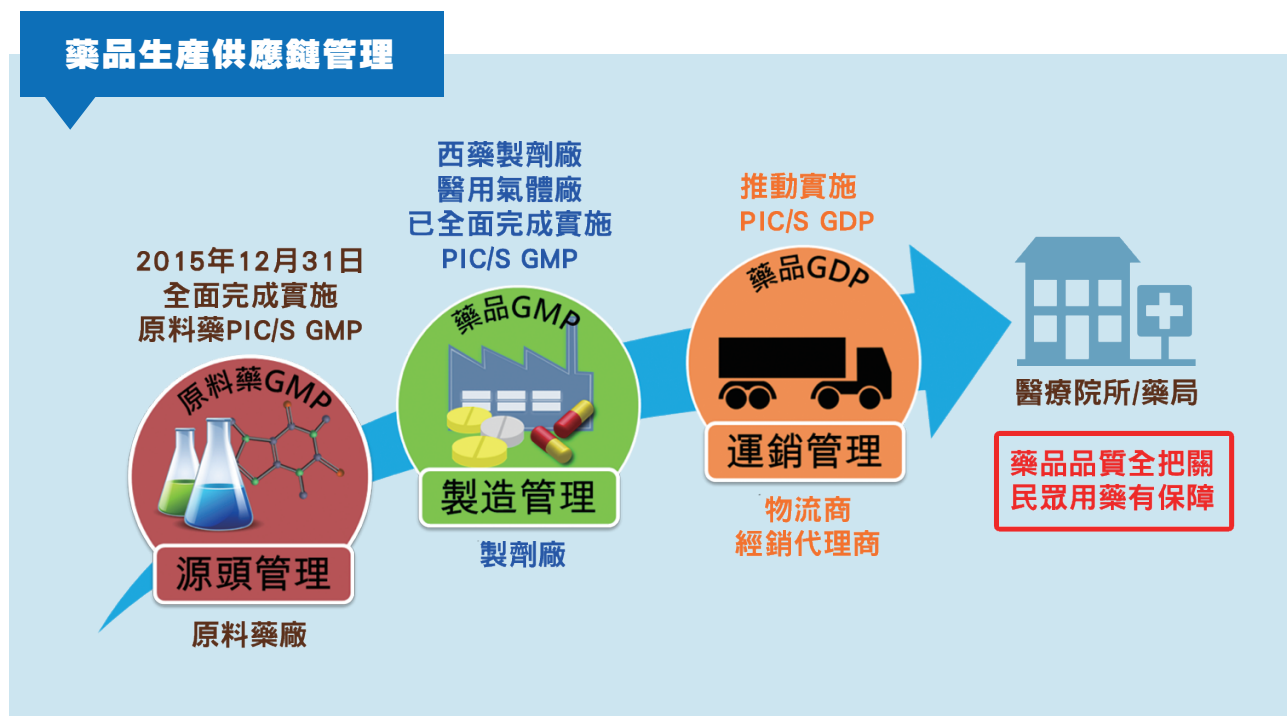 藥品生產供應鏈管理
2015年12月31日
全面完成實施
原料藥PIC/S GMP
原料藥GMP
源頭管理
原料藥廠
西藥製劑廠
醫用氣體廠
已全面完成實施
PIC/S GMP
藥品GMP
製造管理
製劑廠
推動實施
PIC/S GDP
藥品GDP
運銷管理
物流商
經銷代理商
醫療院所/藥局
藥品品質全把關
民眾用藥有保障